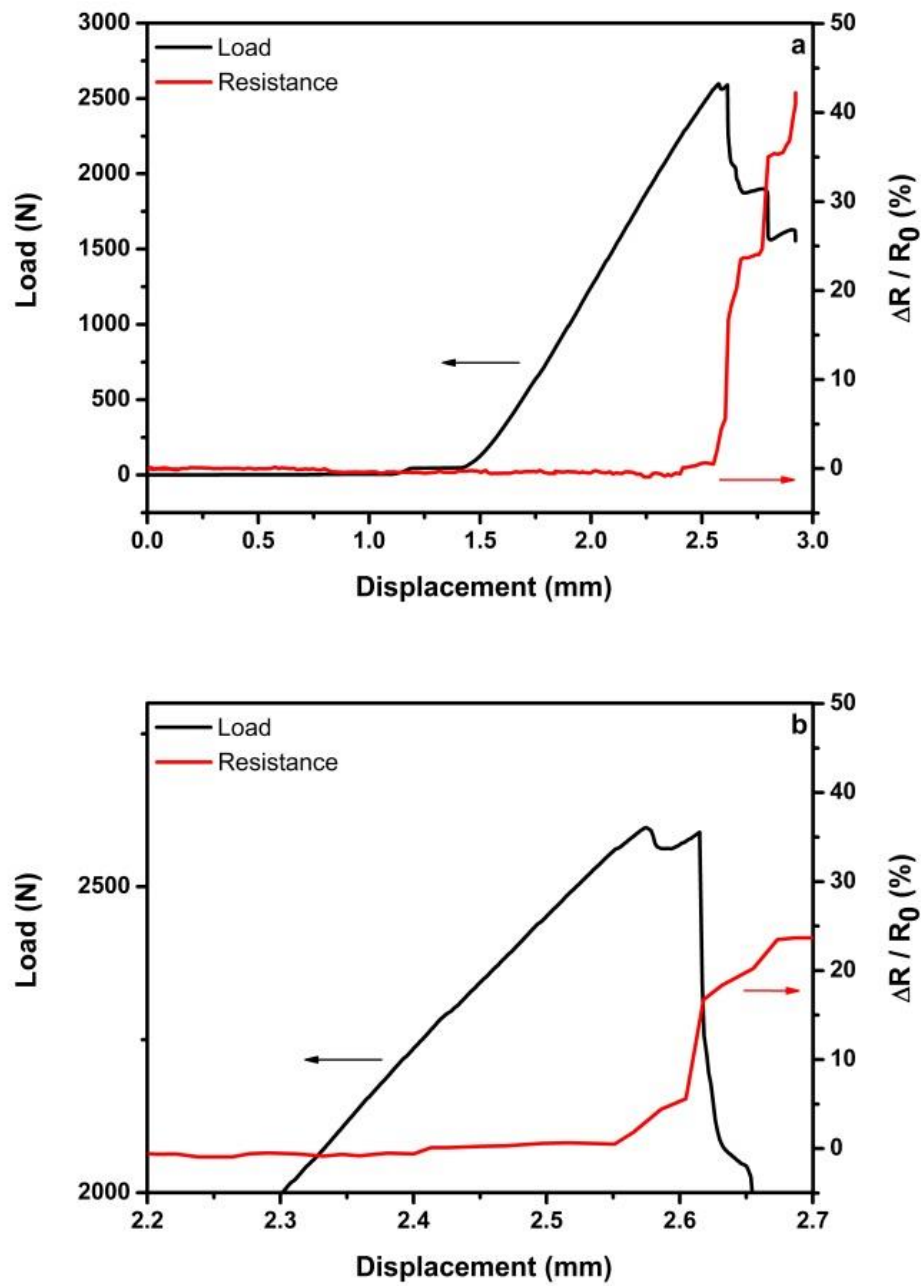 a
Load
Resistance
3000
2500
2000
1500
1000
500
0
Load (N)
50
40
30
20
10
0
ΔR / R0 (%)
0.0 0.5 1.0 1.5 2.0 2.5 3.0
Displacement (mm)
b
Load
Resistance
2500
2000
Load (N)
50
40
30
20
10
0
ΔR / R0 (%)
2.2 2.3 2.4 2.5 2.6 2.7
Displacement (mm)